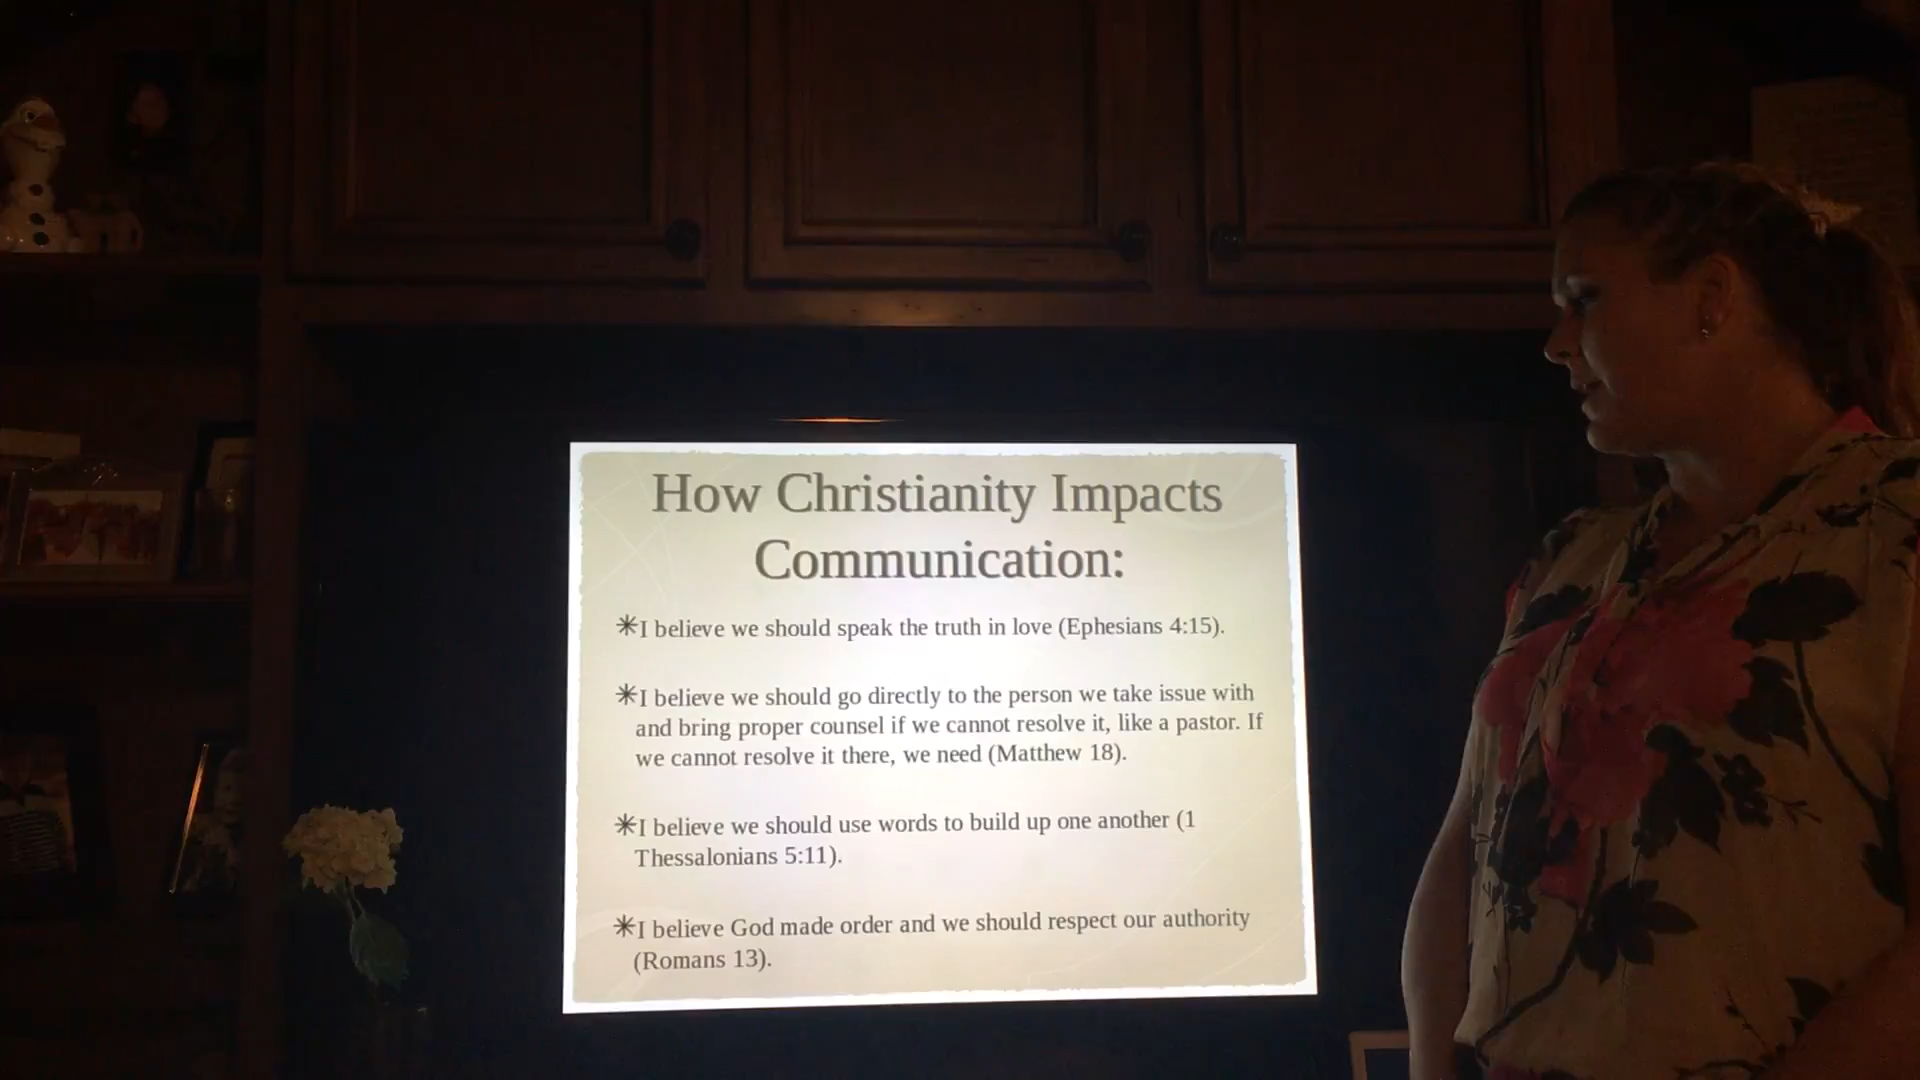 How Christianity Impacts
Communication:
✳I believe we should speak the truth in love (Ephesians 4:15).
✳I believe we should go directly to the person we take issue with
and bring proper counsel if we cannot resolve it, like a pastor. If
we cannot resolve it there, we need (Matthew 18).
✳I believe we should use words to build up one another (1
Thessalonians 5:11).
✳I believe God made order and we should respect our authority
(Romans 13).